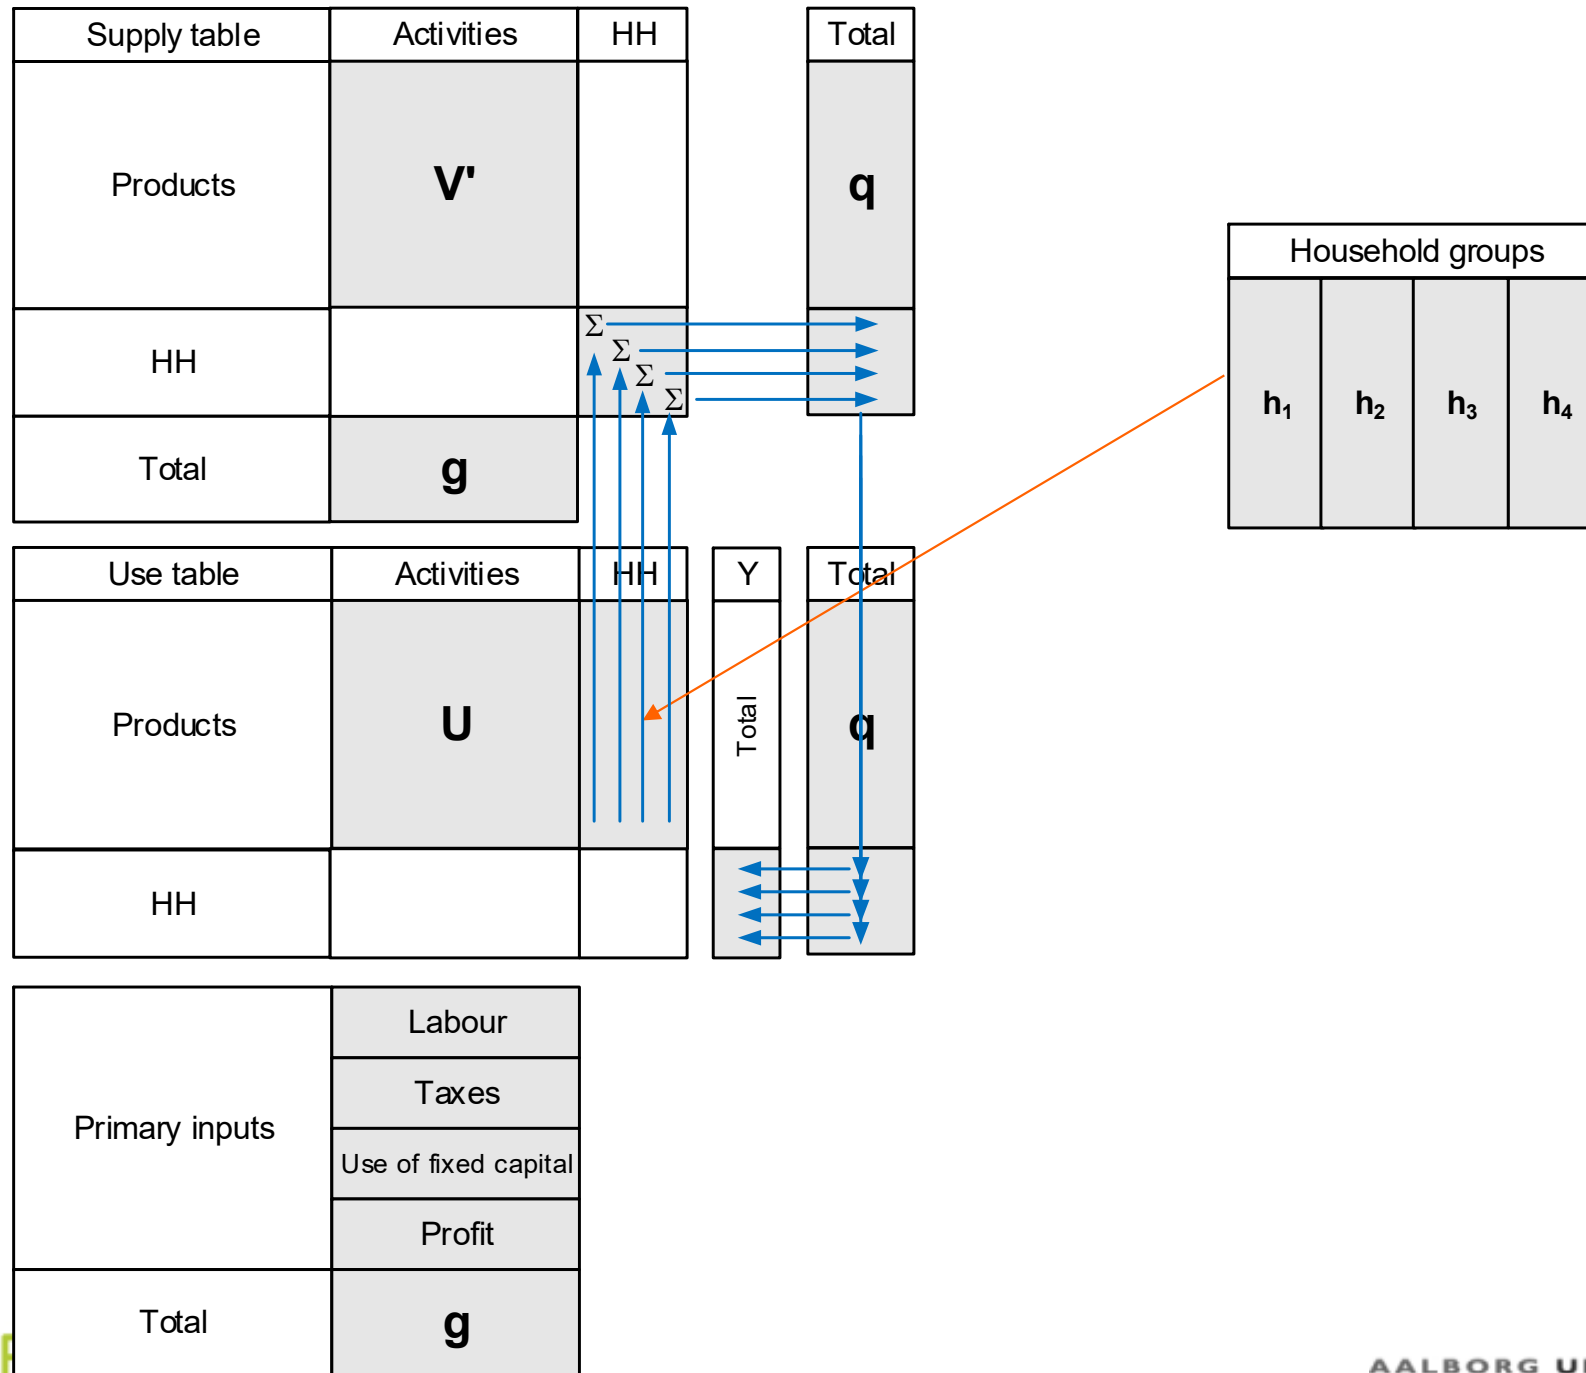 Supply table Activities HH Total
Products V' q
Household groups
Σ
Σ
HH
Σ
Σ
h₁ h₂ h₃ h₄
Total g
Use table Activities HH Y Total
Products U Total q
HH
Labour
Taxes
Primary inputs
Use of fixed capital
Profit
Total g
AALBORG